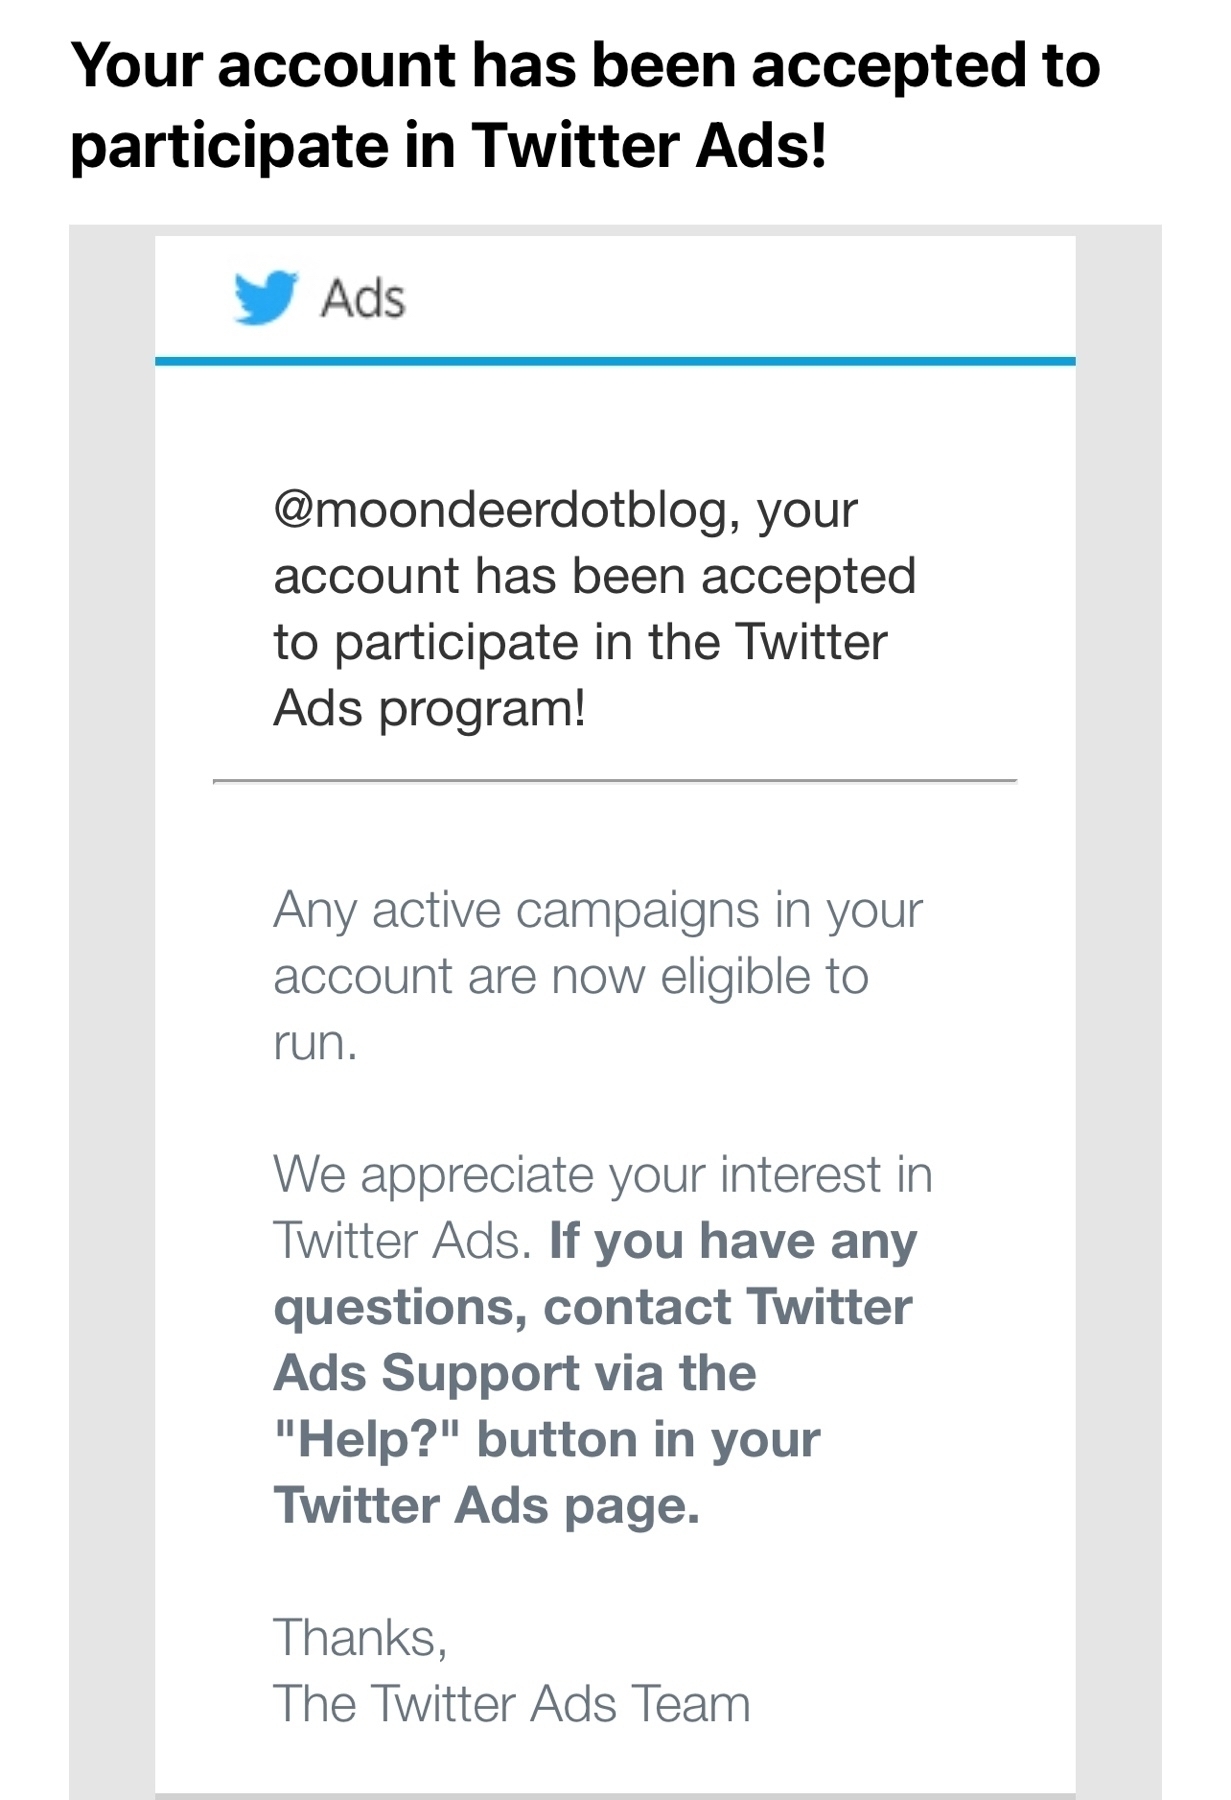 Your account has been accepted to
participate in Twitter Ads!
Ads
@moondeerdotblog, your
account has been accepted
to participate in the Twitter
Ads program!
Any active campaigns in your
account are now eligible to
run.
We appreciate your interest in
Twitter Ads. If you have any
questions, contact Twitter
Ads Support via the
"Help?" button in your
Twitter Ads page.
Thanks,
The Twitter Ads Team